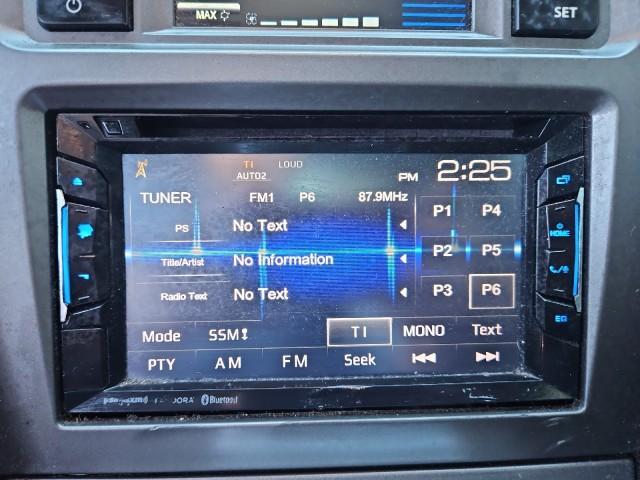 MAX
SET
TI LOUD
AUTO2
PM 2:25
TUNER FM1 P6 87.9MHz
PS No Text
Title/Artist No Information
Radio Text No Text
P1 P4
P2 P5
P3 P6
HOME
EQ
Mode SSM TI MONO Text
PTY AM FM Seek
Bluetooth